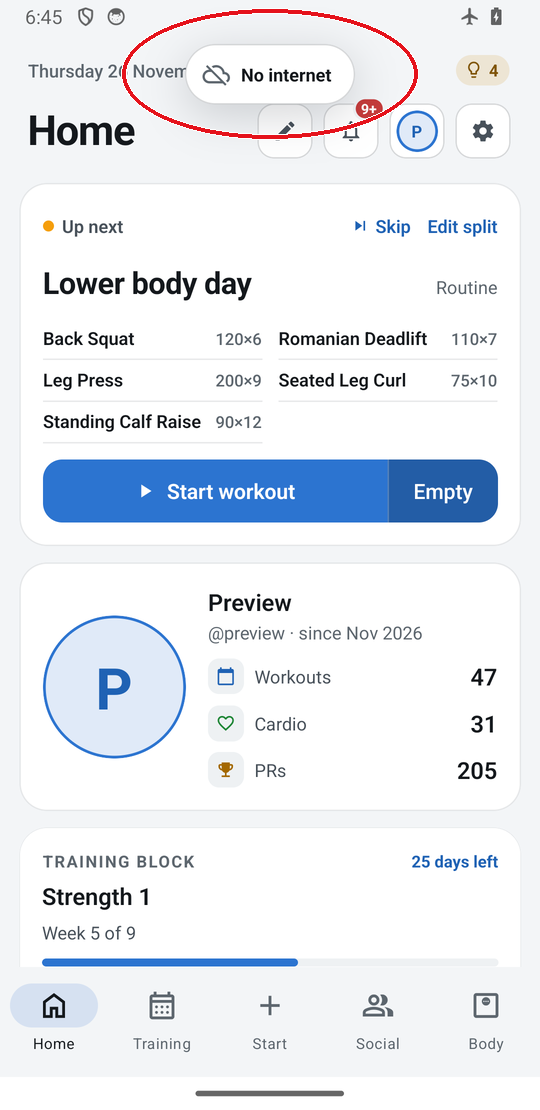 6:45
Thursday 26 Novem
No internet
4
Home
9+
P
Up next
Skip
Edit split
Lower body day
Routine
Back Squat 120×6
Romanian Deadlift 110×7
Leg Press 200×9
Seated Leg Curl 75×10
Standing Calf Raise 90×12
Start workout
Empty
P
Preview
@preview · since Nov 2026
Workouts 47
Cardio 31
PRs 205
TRAINING BLOCK
25 days left
Strength 1
Week 5 of 9
Home
Training
Start
Social
Body